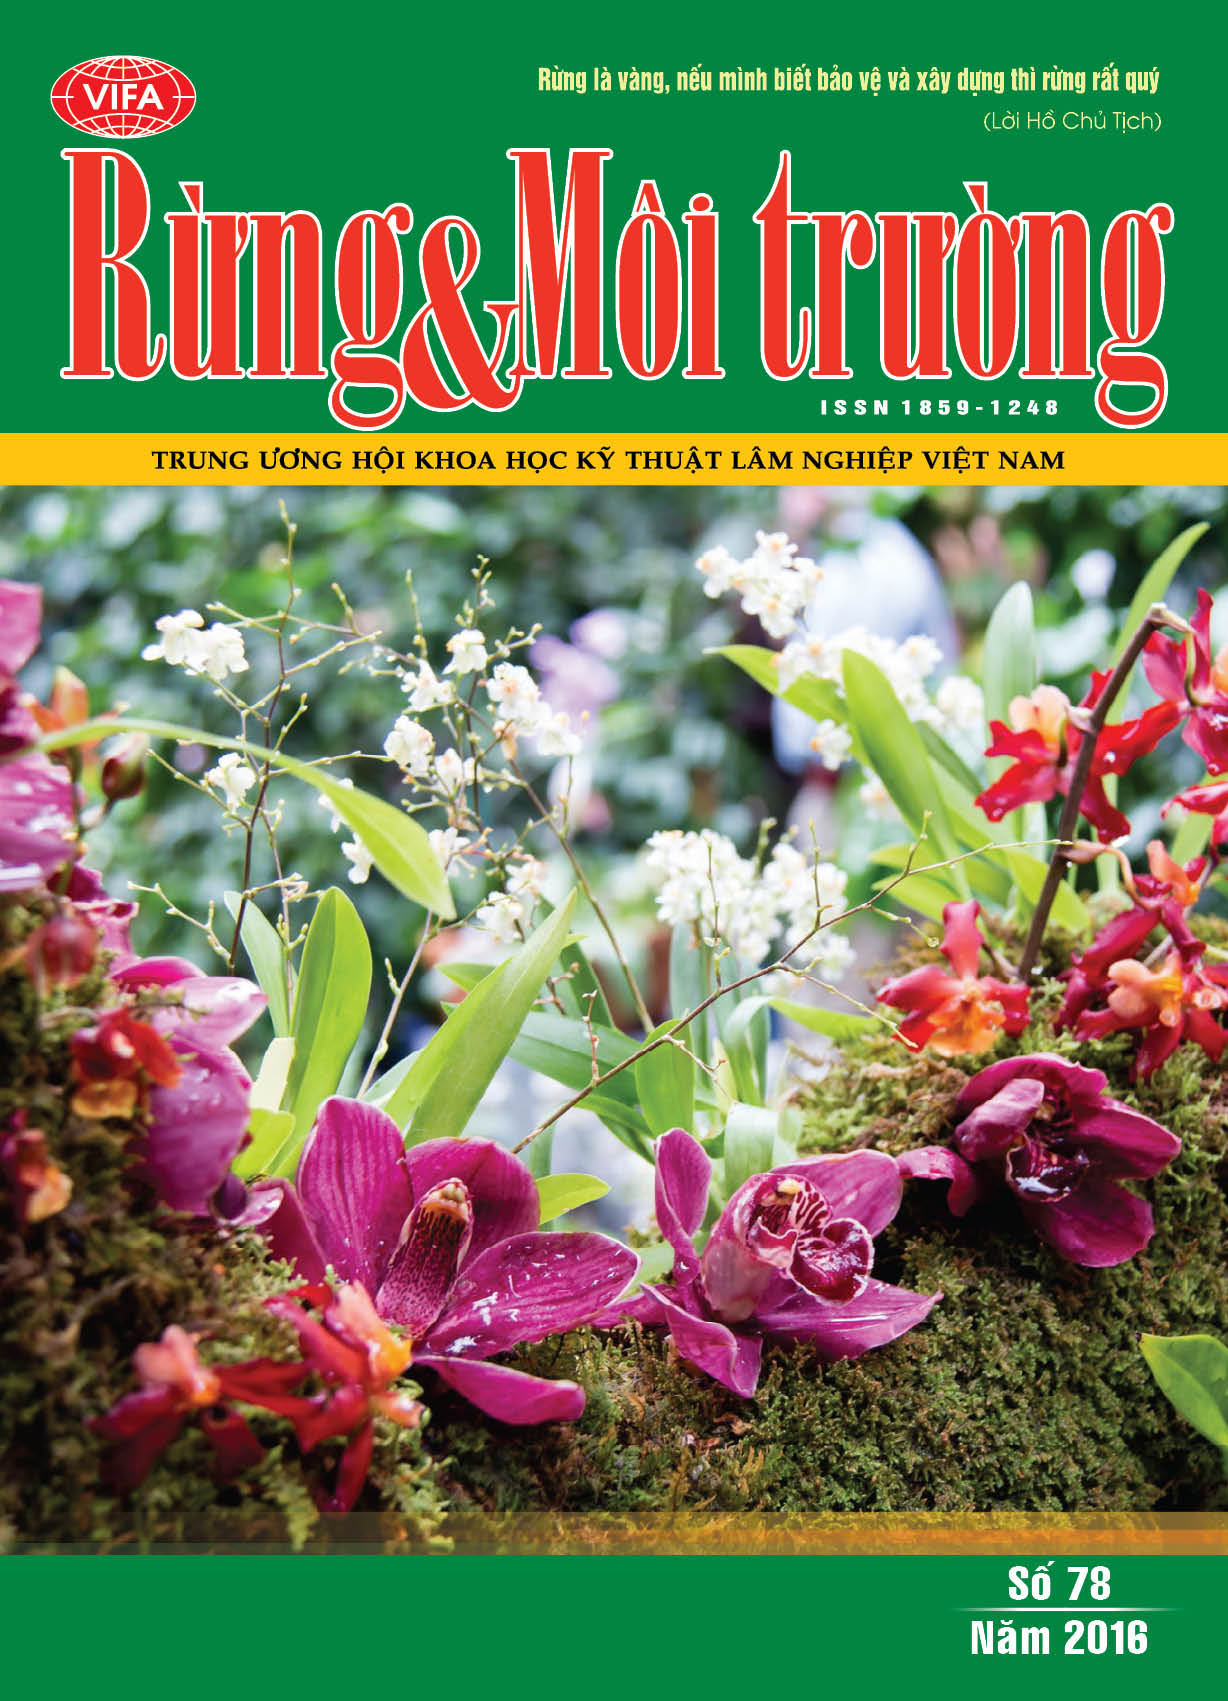 VIFA
Rừng là vàng, nếu mình biết bảo vệ và xây dựng thì rừng rất quý
(Lời Hồ Chủ Tịch)
Rừng & Môi trường
ISSN 1859-1248
TRUNG ƯƠNG HỘI KHOA HỌC KỸ THUẬT LÂM NGHIỆP VIỆT NAM
Số 78
Năm 2016